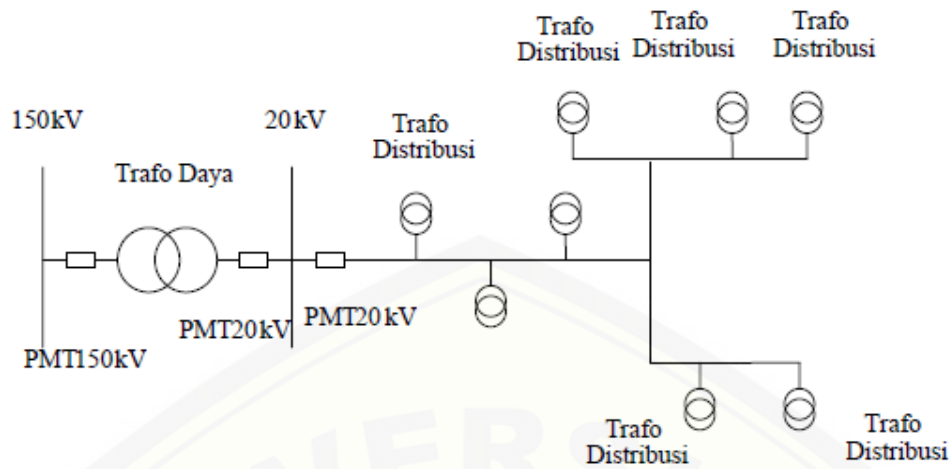 Trafo
Distribusi
Trafo
Distribusi
Trafo
Distribusi
150kV
20kV
Trafo
Distribusi
Trafo Daya
PMT150kV
PMT20kV
PMT20kV
Trafo
Distribusi
Trafo
Distribusi